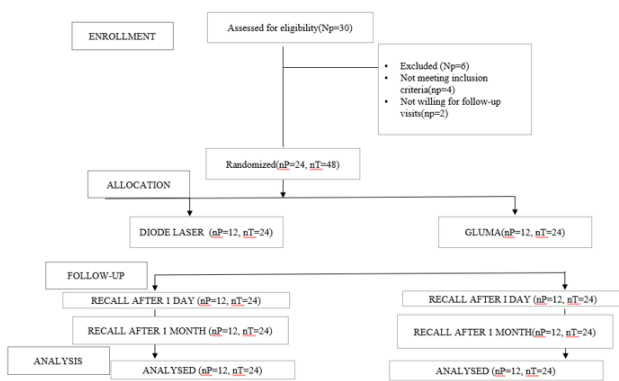 ENROLLMENT
Assessed for eligibility(Np=30)
• Excluded (Np=6)
• Not meeting inclusion
criteria(np=4)
• Not willing for follow-up
visits(np=2)
Randomized(nP=24, nT=48)
ALLOCATION
DIODE LASER (nP=12, nT=24)
GLUMA(nP=12, nT=24)
FOLLOW-UP
RECALL AFTER 1 DAY (nP=12, nT=24)
RECALL AFTER I DAY (nP=12, nT=24)
RECALL AFTER 1 MONTH (nP=12, nT=24)
RECALL AFTER 1 MONTH(nP=12, nT=24)
ANALYSIS
ANALYSED (nP=12, nT=24)
ANALYSED (nP=12, nT=24)